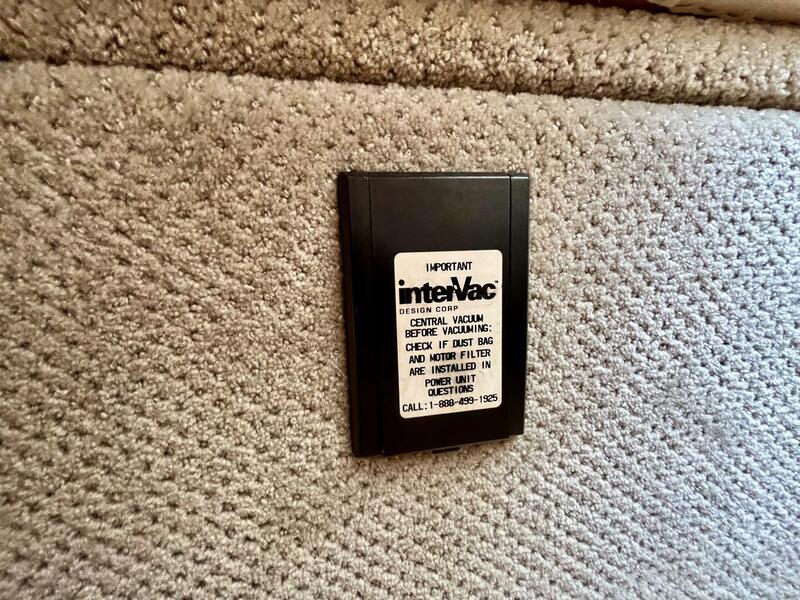 IMPORTANT
interVac™
DESIGN CORP
CENTRAL VACUUM
BEFORE VACUUMING:
CHECK IF DUST BAG
AND MOTOR FILTER
ARE INSTALLED IN
POWER UNIT
QUESTIONS
CALL:1-888-499-1925